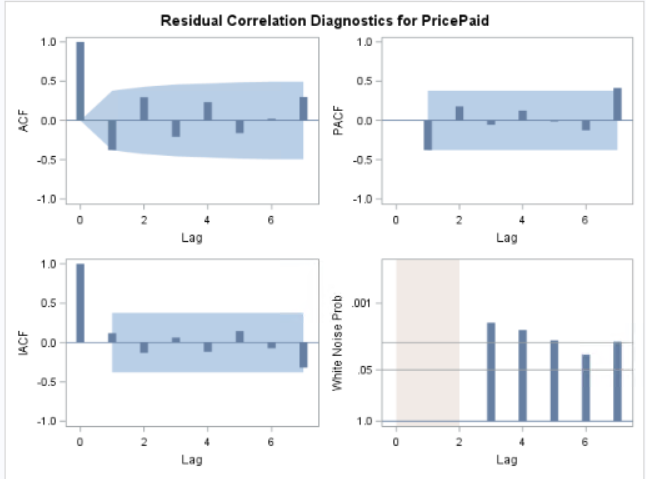 Residual Correlation Diagnostics for PricePaid
1.0
0.5
0.0
-0.5
-1.0
ACF
0 2 4 6
Lag
1.0
0.5
0.0
-0.5
-1.0
PACF
0 2 4 6
Lag
1.0
0.5
0.0
-0.5
-1.0
IACF
0 2 4 6
Lag
.001
.05
1.0
White Noise Prob
0 2 4 6
Lag